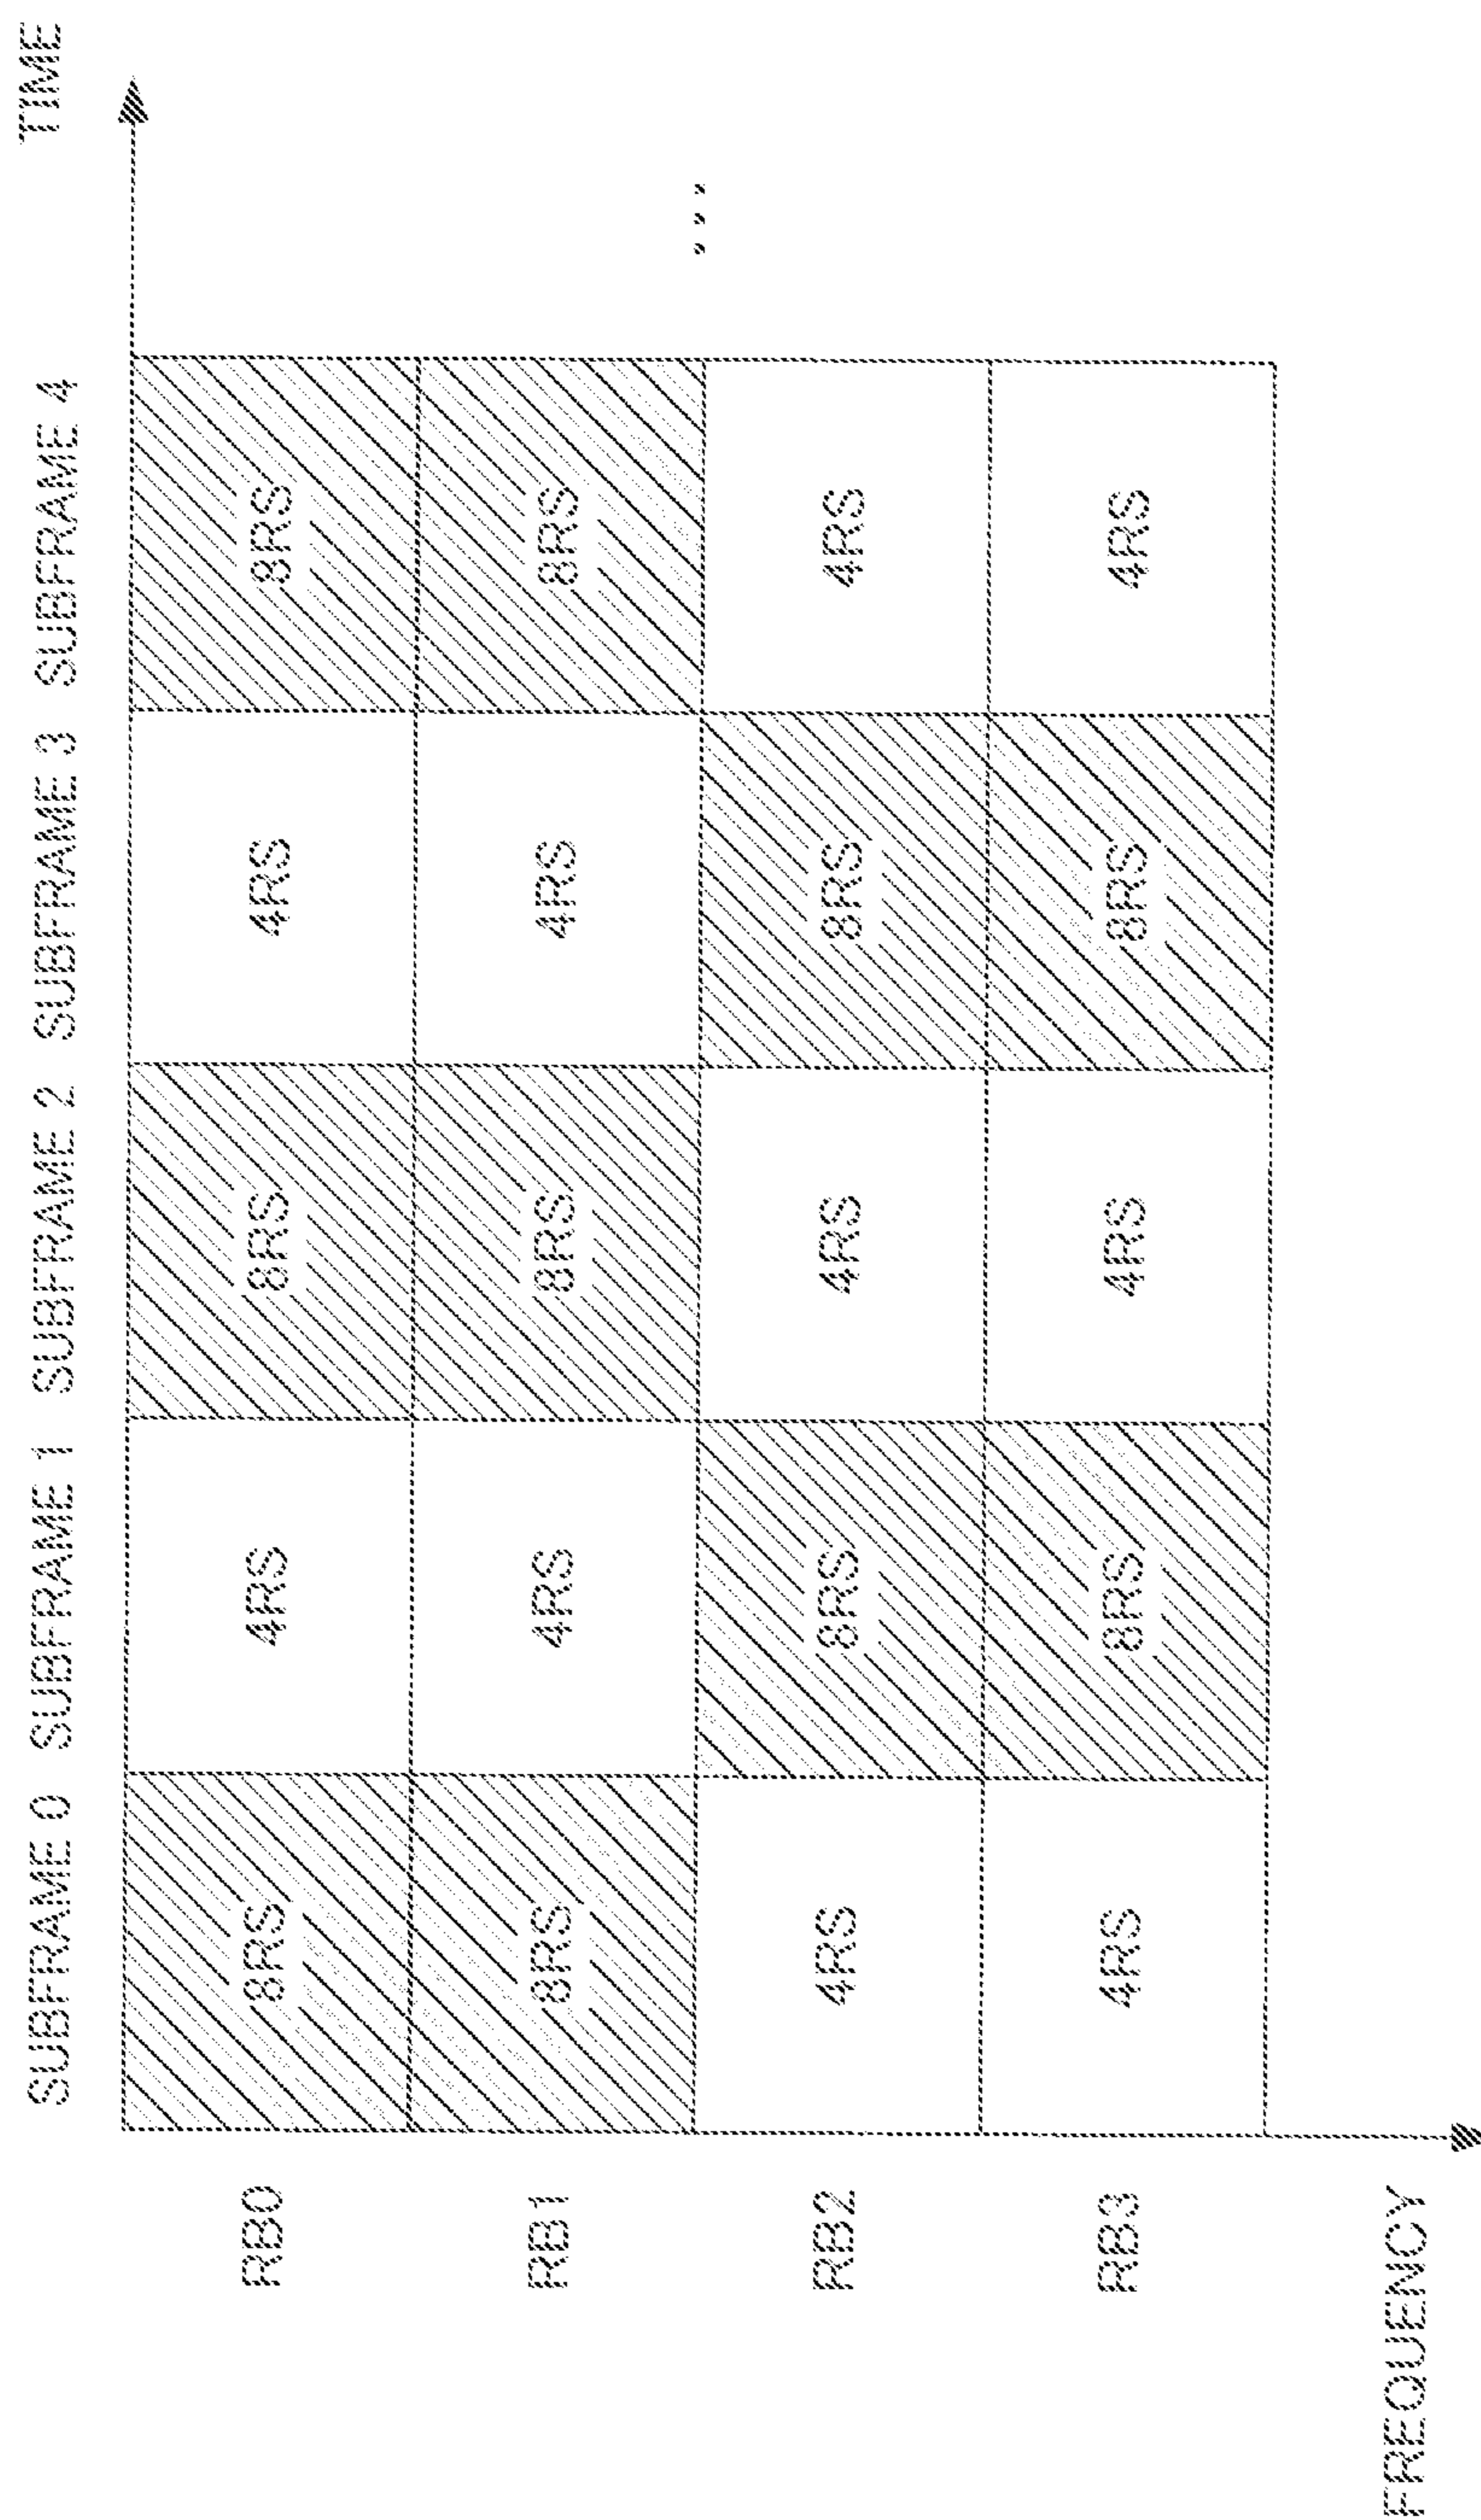 TIME
SUBFRAME 0 SUBFRAME 1 SUBFRAME 2 SUBFRAME 3 SUBFRAME 4
RB0 8RS 4RS 8RS 4RS 8RS
RB1 8RS 4RS 8RS 4RS 8RS
...
RB2 4RS 8RS 4RS 8RS 4RS
RB3 4RS 8RS 4RS 8RS 4RS
FREQUENCY